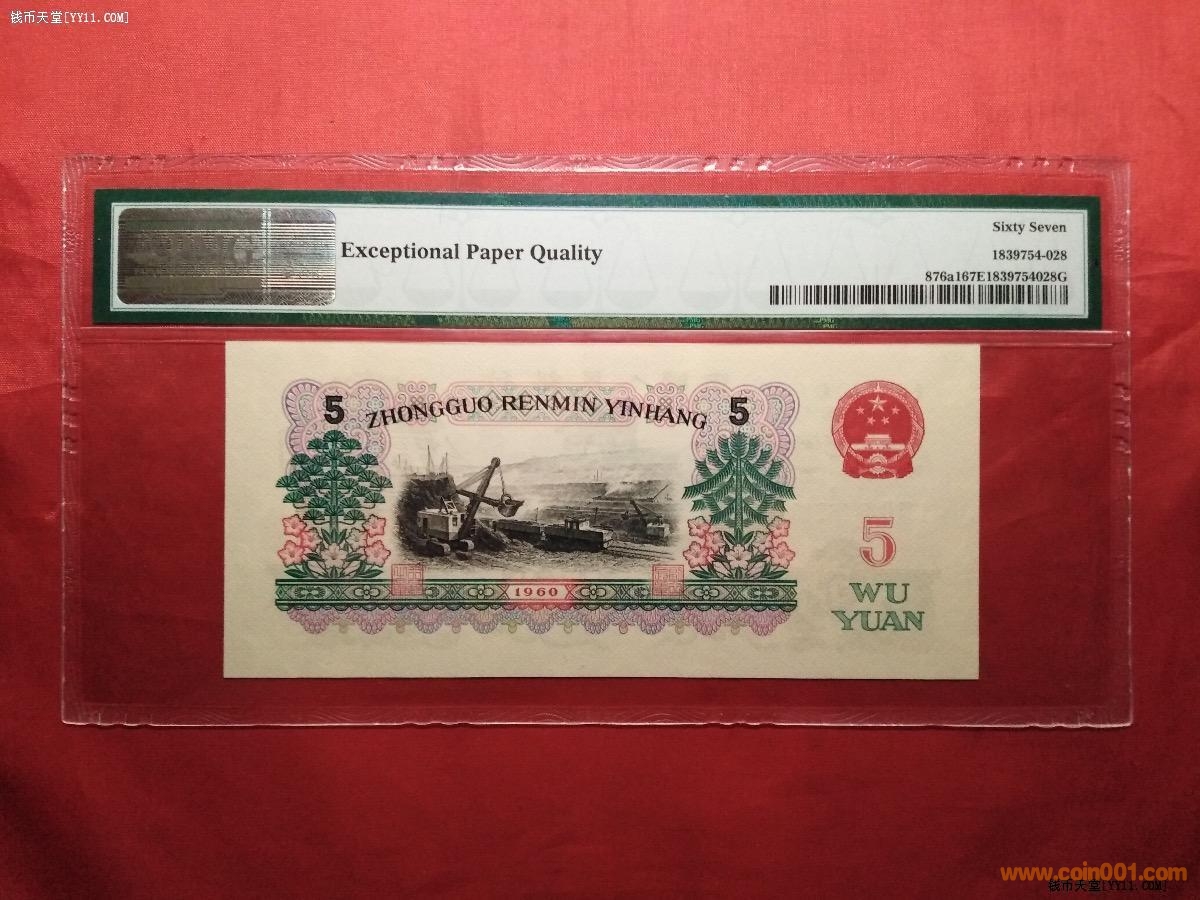 钱币天堂[YY11.COM]
Exceptional Paper Quality
Sixty Seven
1839754-028
876a167E1839754028G
5 ZHONGGUO RENMIN YINHANG 5
1960
5
WU
YUAN
www.coin001.com
钱币天堂[YY11.COM]